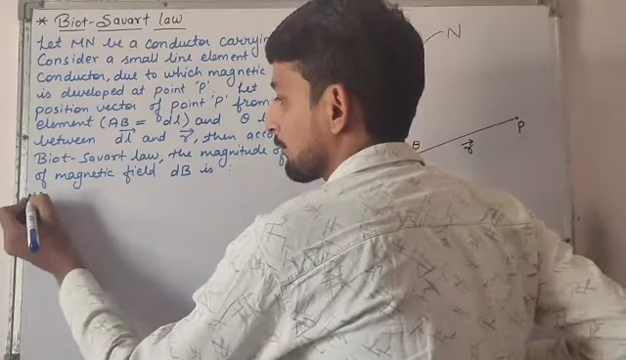 * Biot-Savart law
Let MN be a conductor
Consider a small line element
Conductor, due to which magnetic
is developed at point 'P'. Let
position vector of point 'P' from
element (AB = dl) and θ
between dl and r, then
Biot-Savart law, the magnitude of
of magnetic field dB is :
N
θ
r
P